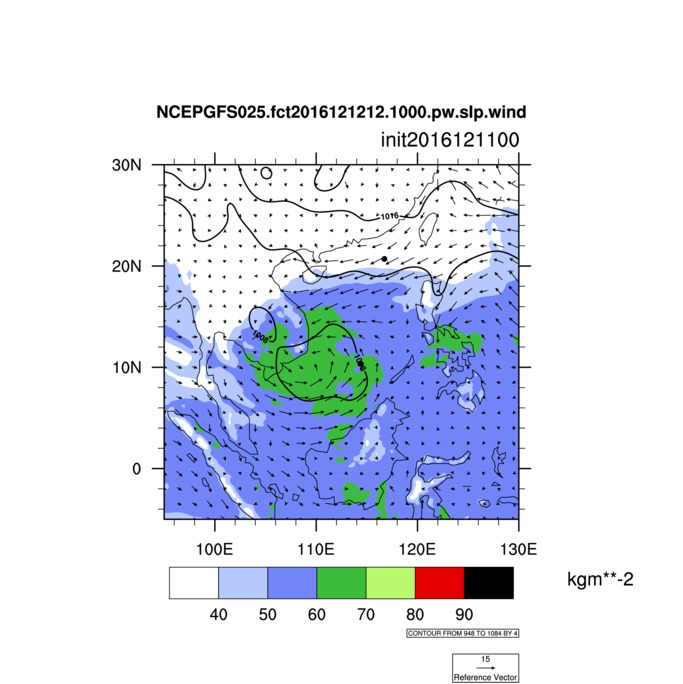 NCEPGFS025.fct2016121212.1000.pw.slp.wind
init2016121100
30N
20N
10N
0
1016
1008
1008
100E
110E
120E
130E
kgm**-2
40 50 60 70 80 90
CONTOUR FROM 948 TO 1084 BY 4
15
Reference Vector